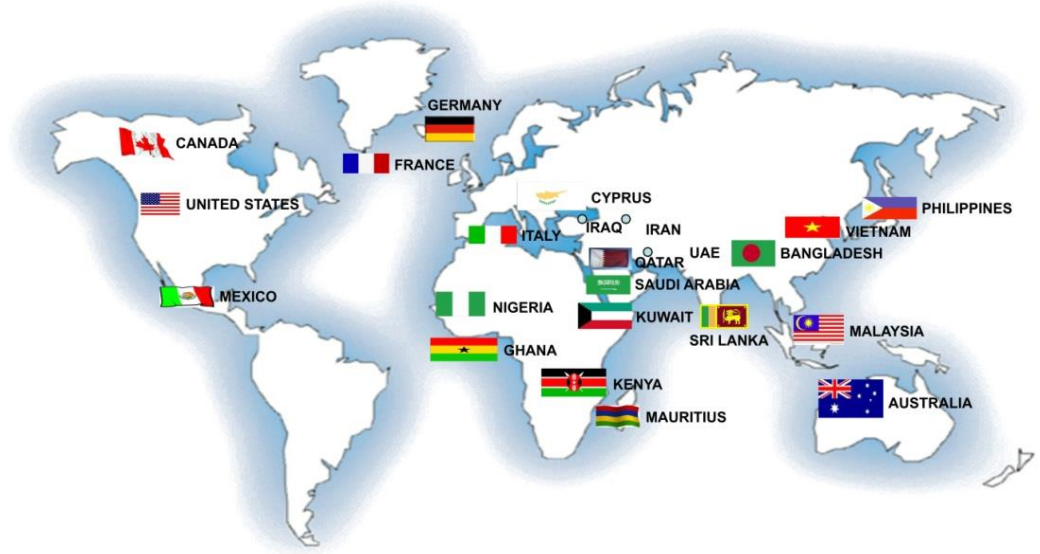 GERMANY
CANADA
FRANCE
CYPRUS
UNITED STATES
PHILIPPINES
IRAQ
IRAN
ITALY
VIETNAM
UAE
BANGLADESH
QATAR
SAUDI ARABIA
MEXICO
NIGERIA
KUWAIT
SRI LANKA
MALAYSIA
GHANA
KENYA
AUSTRALIA
MAURITIUS